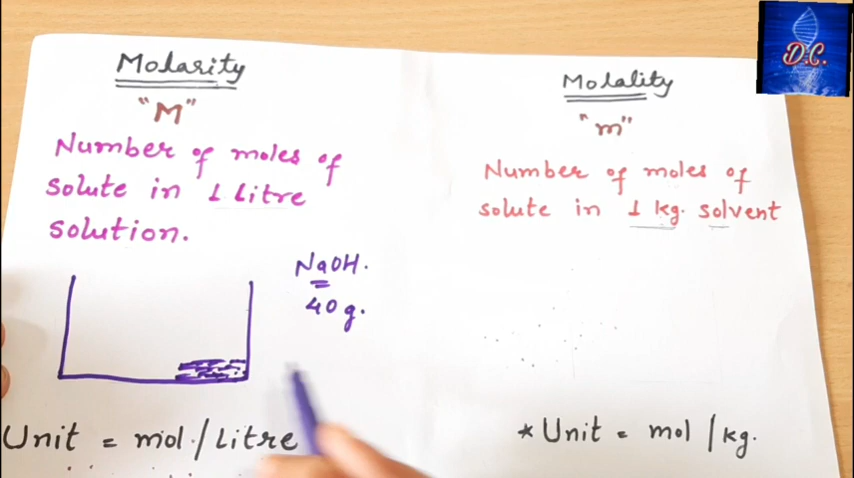 Molarity
"M"
Number of moles of
solute in 1 Litre
solution.
NaOH.
40g.
Unit = mol./Litre
Molality
"m"
Number of moles of
solute in 1 kg. solvent
* Unit = mol /kg.
D.C.